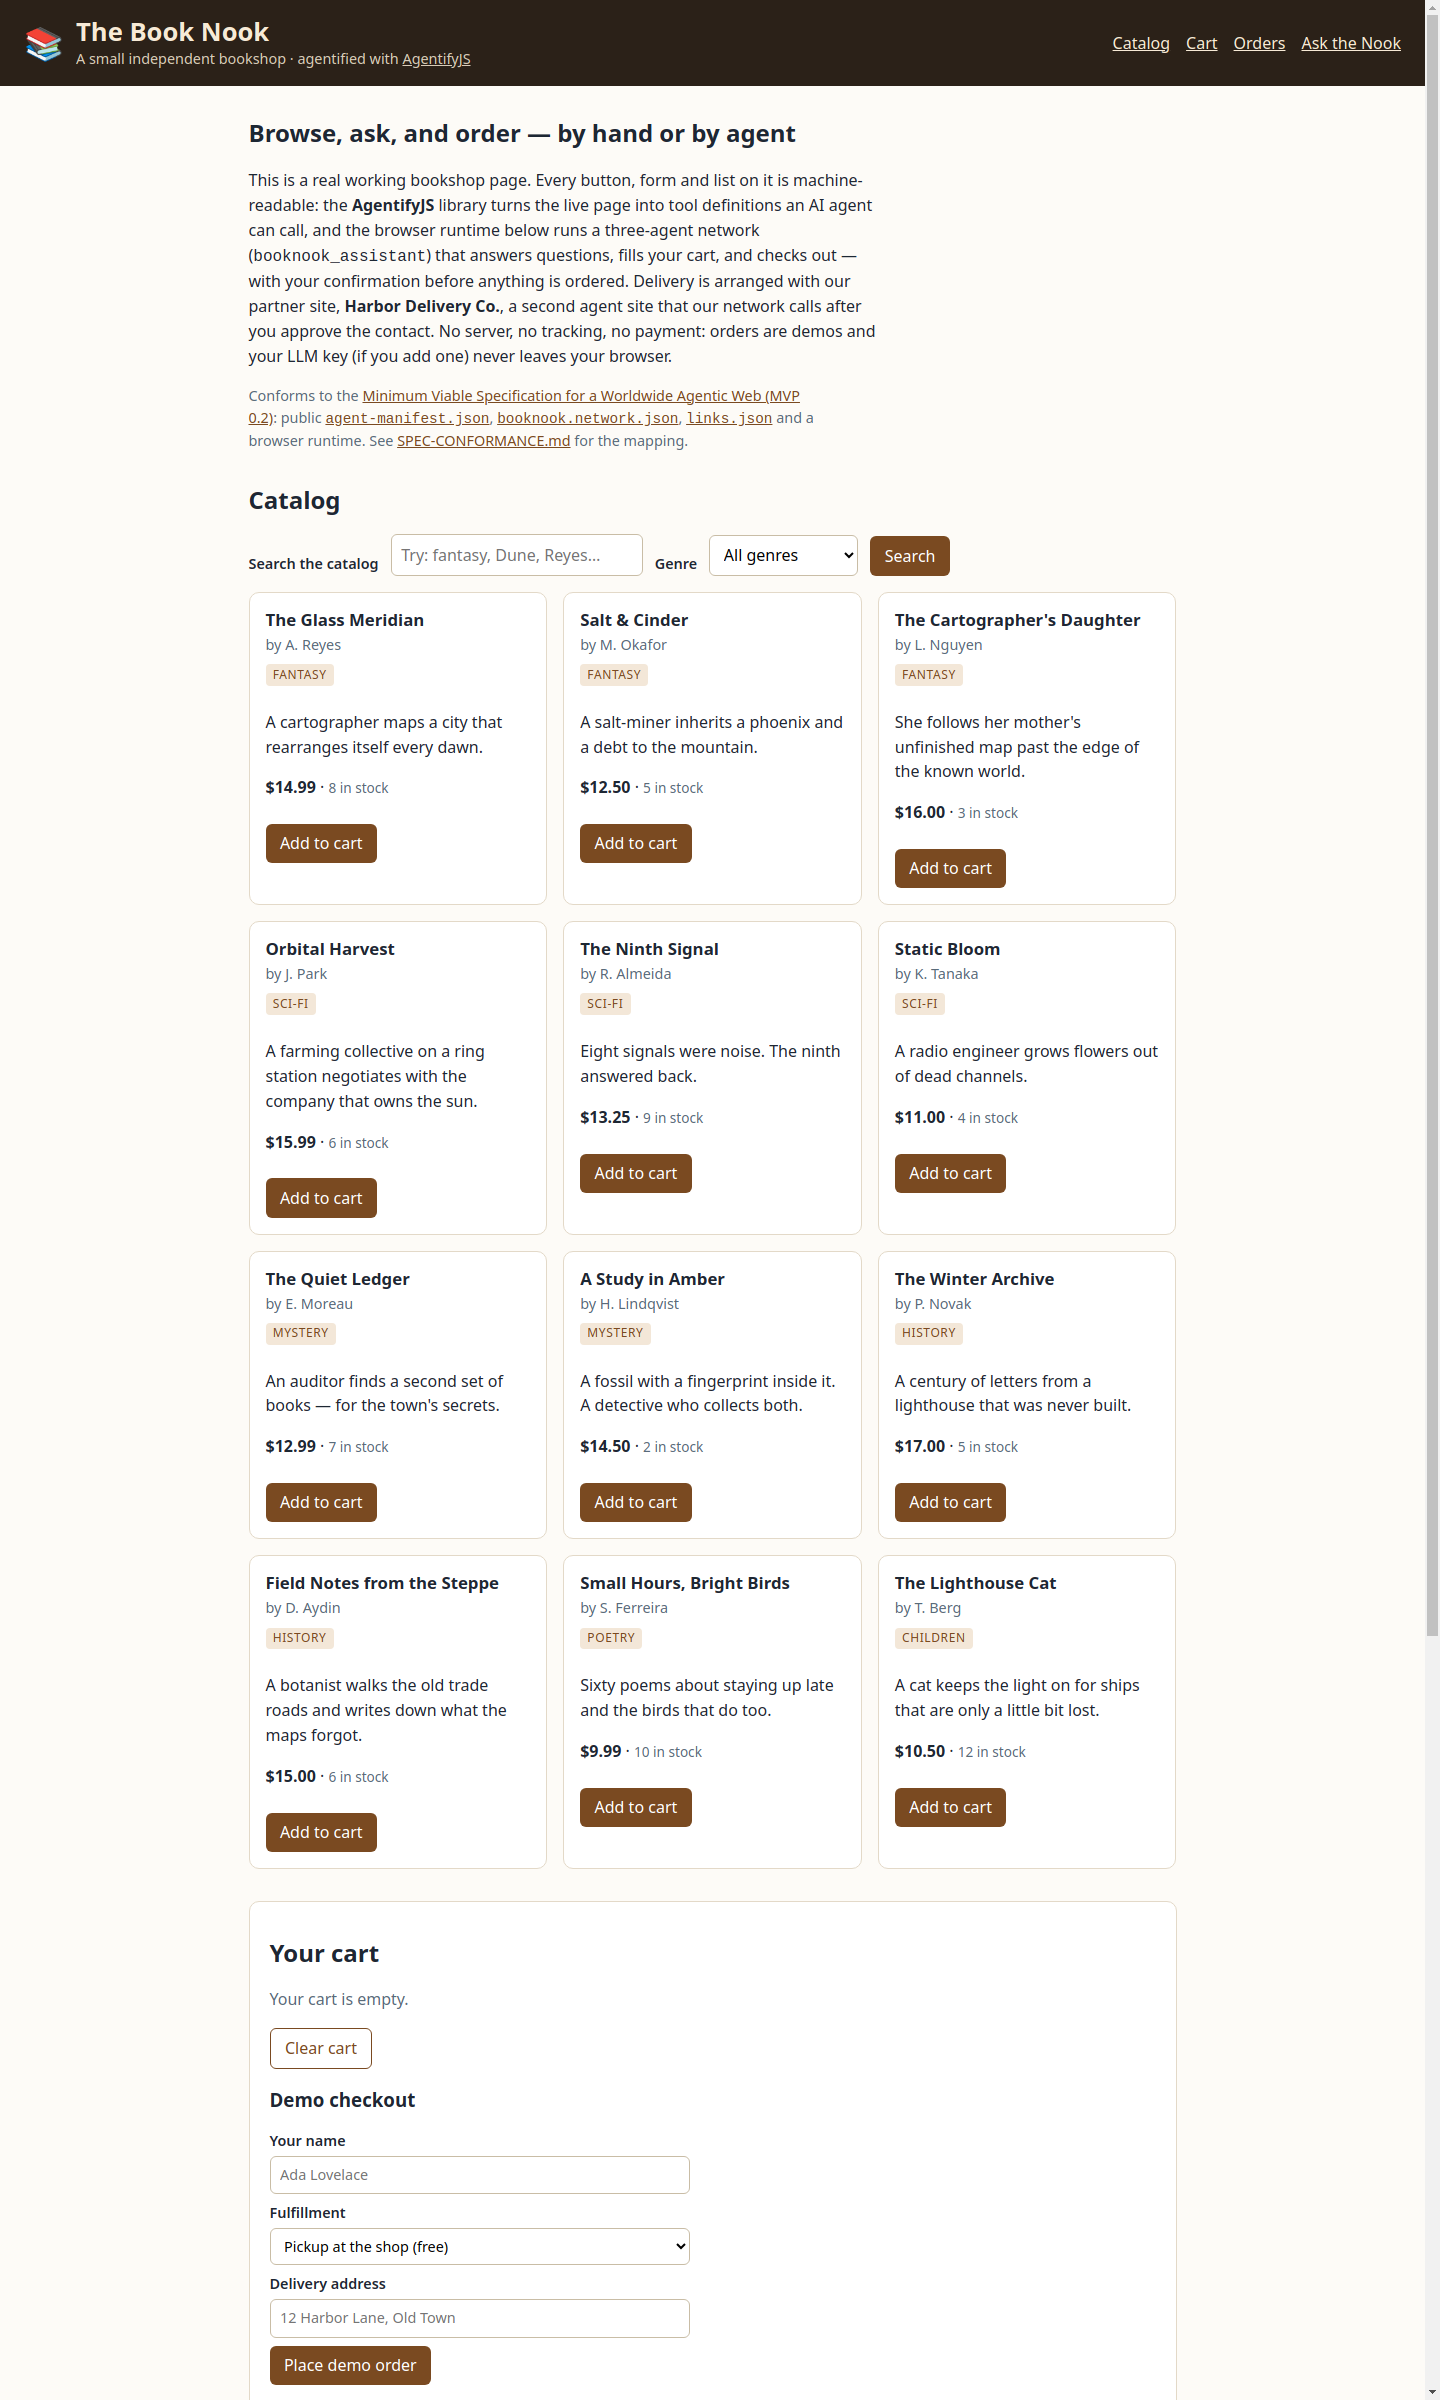 The Book Nook
A small independent bookshop · agentified with AgentifyJS
Catalog Cart Orders Ask the Nook
Browse, ask, and order — by hand or by agent
This is a real working bookshop page. Every button, form and list on it is machine-
readable: the AgentifyJS library turns the live page into tool definitions an AI agent
can call, and the browser runtime below runs a three-agent network
(booknook_assistant) that answers questions, fills your cart, and checks out —
with your confirmation before anything is ordered. Delivery is arranged with our
partner site, Harbor Delivery Co., a second agent site that our network calls after
you approve the contact. No server, no tracking, no payment: orders are demos and
your LLM key (if you add one) never leaves your browser.
Conforms to the Minimum Viable Specification for a Worldwide Agentic Web (MVP
0.2): public agent-manifest.json, booknook.network.json, links.json and a
browser runtime. See SPEC-CONFORMANCE.md for the mapping.
Catalog
Search the catalog Try: fantasy, Dune, Reyes... Genre All genres Search
The Glass Meridian
by A. Reyes
FANTASY
A cartographer maps a city that
rearranges itself every dawn.
$14.99 · 8 in stock
Add to cart
Salt & Cinder
by M. Okafor
FANTASY
A salt-miner inherits a phoenix and
a debt to the mountain.
$12.50 · 5 in stock
Add to cart
The Cartographer's Daughter
by L. Nguyen
FANTASY
She follows her mother's
unfinished map past the edge of
the known world.
$16.00 · 3 in stock
Add to cart
Orbital Harvest
by J. Park
SCI-FI
A farming collective on a ring
station negotiates with the
company that owns the sun.
$15.99 · 6 in stock
Add to cart
The Ninth Signal
by R. Almeida
SCI-FI
Eight signals were noise. The ninth
answered back.
$13.25 · 9 in stock
Add to cart
Static Bloom
by K. Tanaka
SCI-FI
A radio engineer grows flowers out
of dead channels.
$11.00 · 4 in stock
Add to cart
The Quiet Ledger
by E. Moreau
MYSTERY
An auditor finds a second set of
books — for the town's secrets.
$12.99 · 7 in stock
Add to cart
A Study in Amber
by H. Lindqvist
MYSTERY
A fossil with a fingerprint inside it.
A detective who collects both.
$14.50 · 2 in stock
Add to cart
The Winter Archive
by P. Novak
HISTORY
A century of letters from a
lighthouse that was never built.
$17.00 · 5 in stock
Add to cart
Field Notes from the Steppe
by D. Aydin
HISTORY
A botanist walks the old trade
roads and writes down what the
maps forgot.
$15.00 · 6 in stock
Add to cart
Small Hours, Bright Birds
by S. Ferreira
POETRY
Sixty poems about staying up late
and the birds that do too.
$9.99 · 10 in stock
Add to cart
The Lighthouse Cat
by T. Berg
CHILDREN
A cat keeps the light on for ships
that are only a little bit lost.
$10.50 · 12 in stock
Add to cart
Your cart
Your cart is empty.
Clear cart
Demo checkout
Your name
Ada Lovelace
Fulfillment
Pickup at the shop (free)
Delivery address
12 Harbor Lane, Old Town
Place demo order